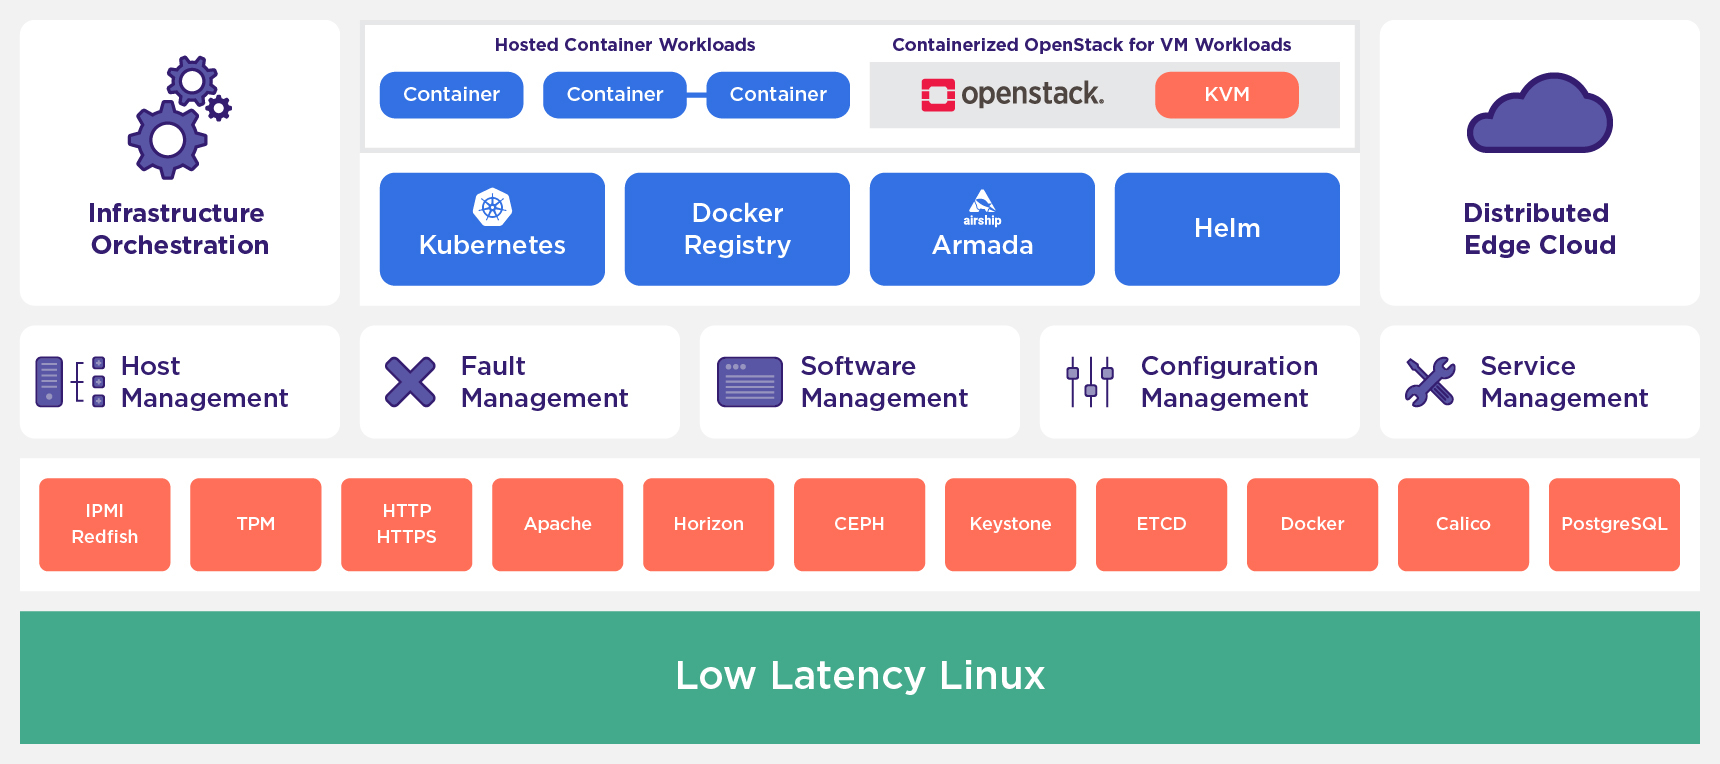 Infrastructure
Orchestration
Hosted Container Workloads
Container
Container
Container
Containerized OpenStack for VM Workloads
openstack.
KVM
Kubernetes
Docker
Registry
airship
Armada
Helm
Distributed
Edge Cloud
Host
Management
Fault
Management
Software
Management
Configuration
Management
Service
Management
IPMI
Redfish
TPM
HTTP
HTTPS
Apache
Horizon
CEPH
Keystone
ETCD
Docker
Calico
PostgreSQL
Low Latency Linux